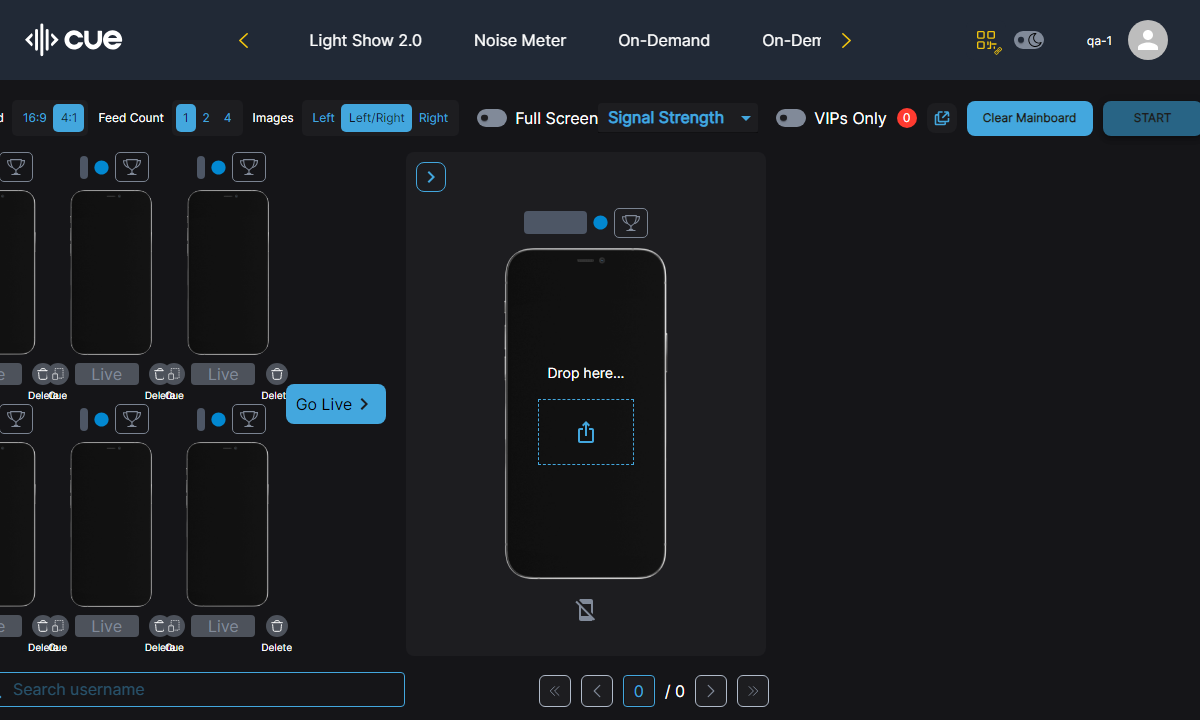 cue
Light Show 2.0
Noise Meter
On-Demand
On-Dem
qa-1
d
16:9
4:1
Feed Count
1
2
4
Images
Left
Left/Right
Right
Full Screen
Signal Strength
VIPs Only
0
Clear Mainboard
START
Drop here...
e
Live
Live
Delete
Cue
Delete
Cue
Delete
Go Live
e
Live
Live
Delete
Cue
Delete
Cue
Delete
Search username
0
/ 0